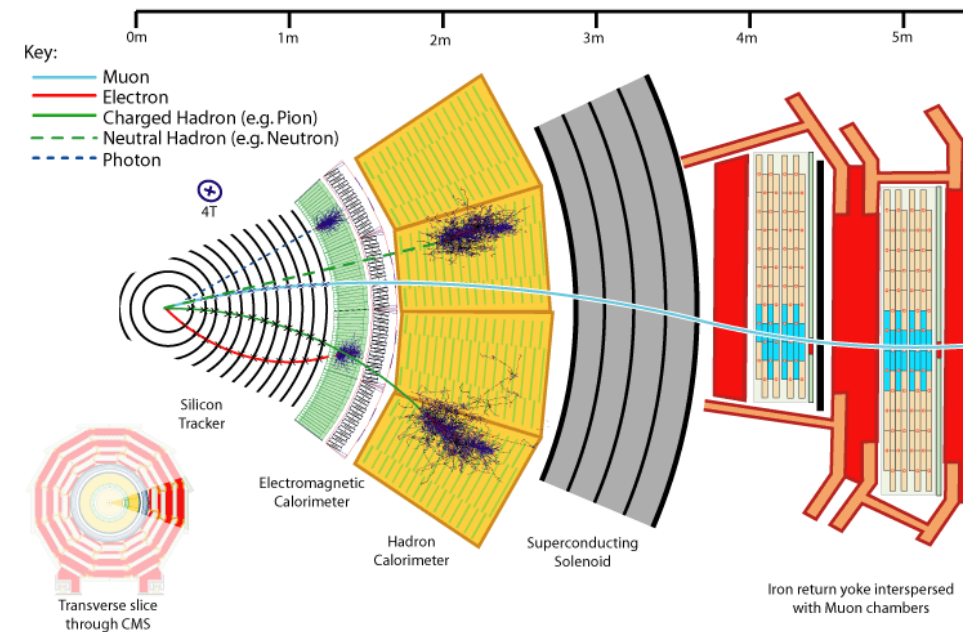 0m 1m 2m 3m 4m 5m
Key:
Muon
Electron
Charged Hadron (e.g. Pion)
Neutral Hadron (e.g. Neutron)
Photon
4T
Silicon
Tracker
Electromagnetic
Calorimeter
Hadron
Calorimeter
Superconducting
Solenoid
Iron return yoke interspersed
with Muon chambers
Transverse slice
through CMS